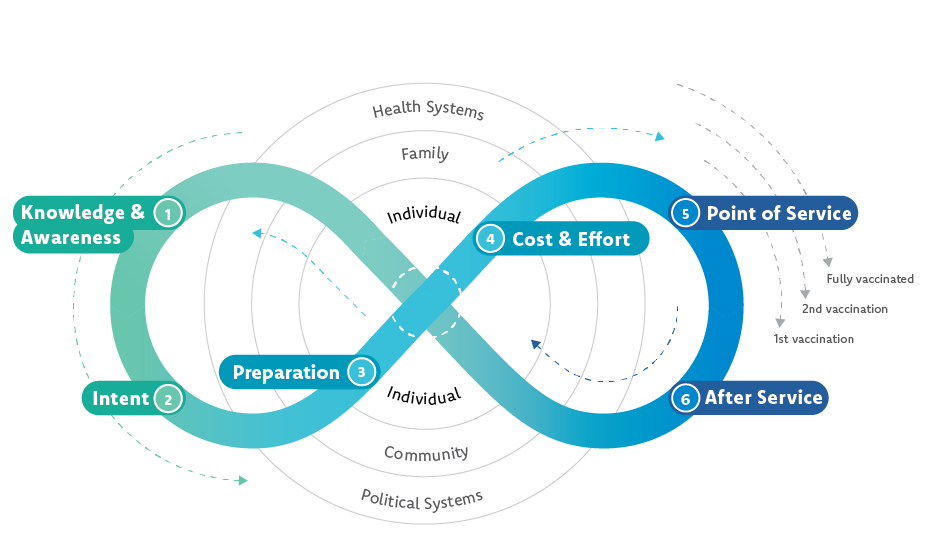 Health Systems
Family
Individual
Knowledge &
Awareness
1
5
Point of Service
4
Cost & Effort
Fully vaccinated
2nd vaccination
1st vaccination
Preparation
3
Intent
2
Individual
6
After Service
Community
Political Systems